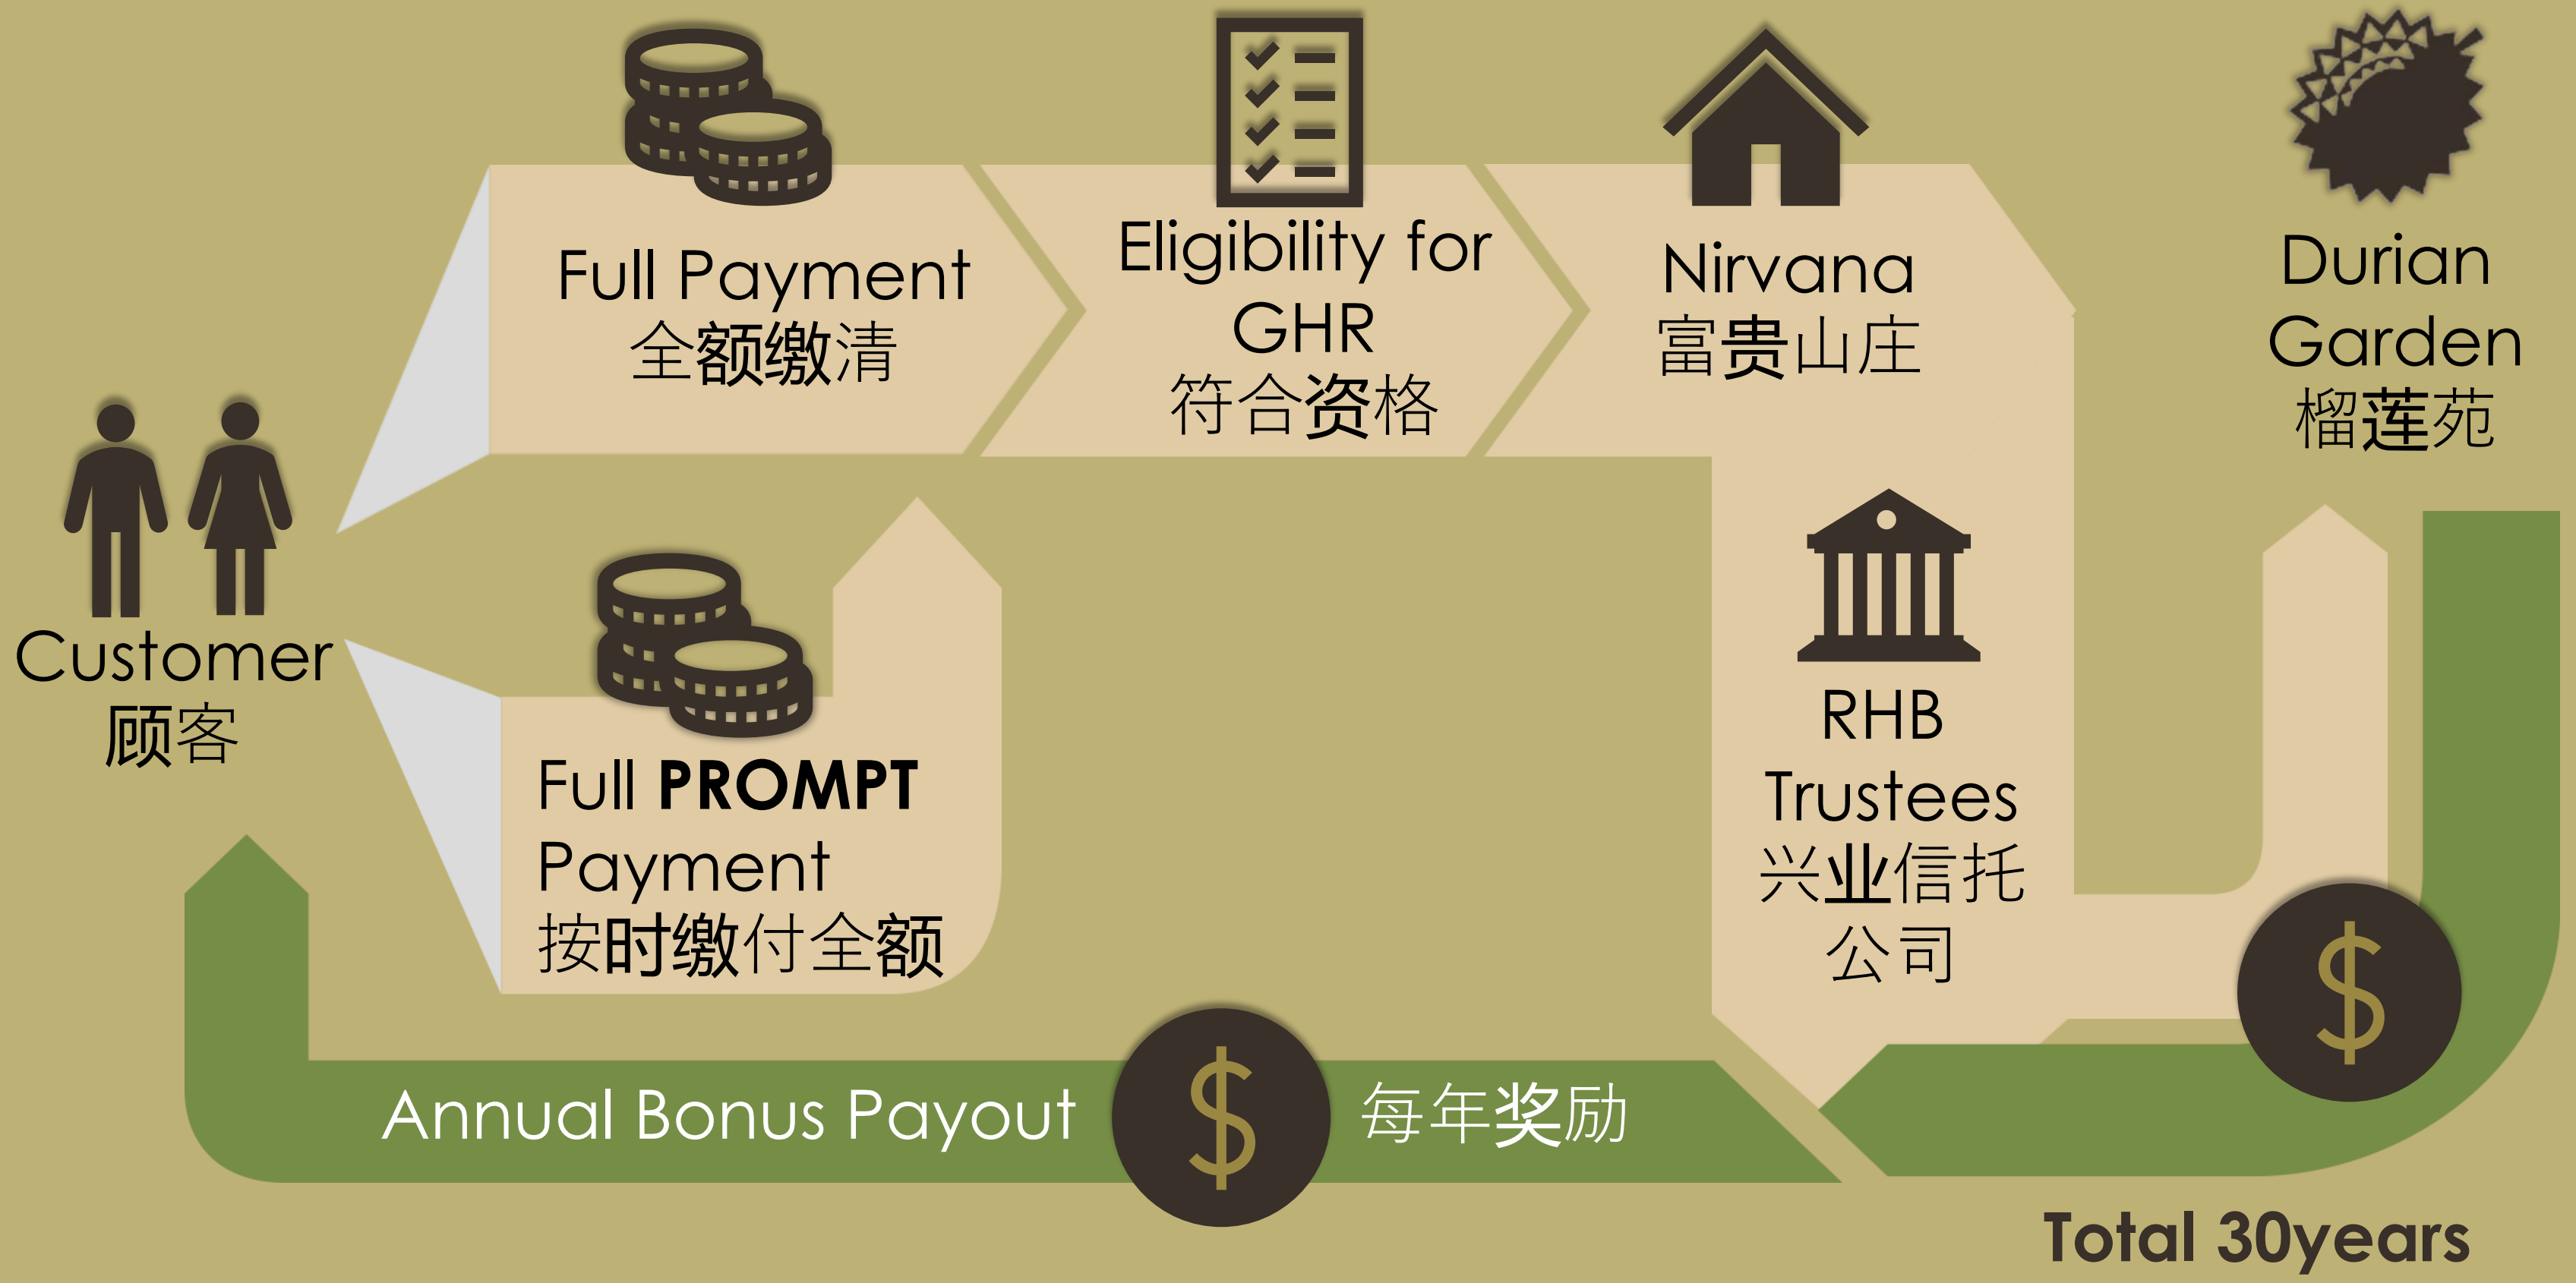 Customer
顾客
Full Payment
全额缴清
Full PROMPT
Payment
按时缴付全额
Eligibility for
GHR
符合资格
Nirvana
富贵山庄
RHB
Trustees
兴业信托
公司
Durian
Garden
榴莲苑
Annual Bonus Payout
每年奖励
Total 30years